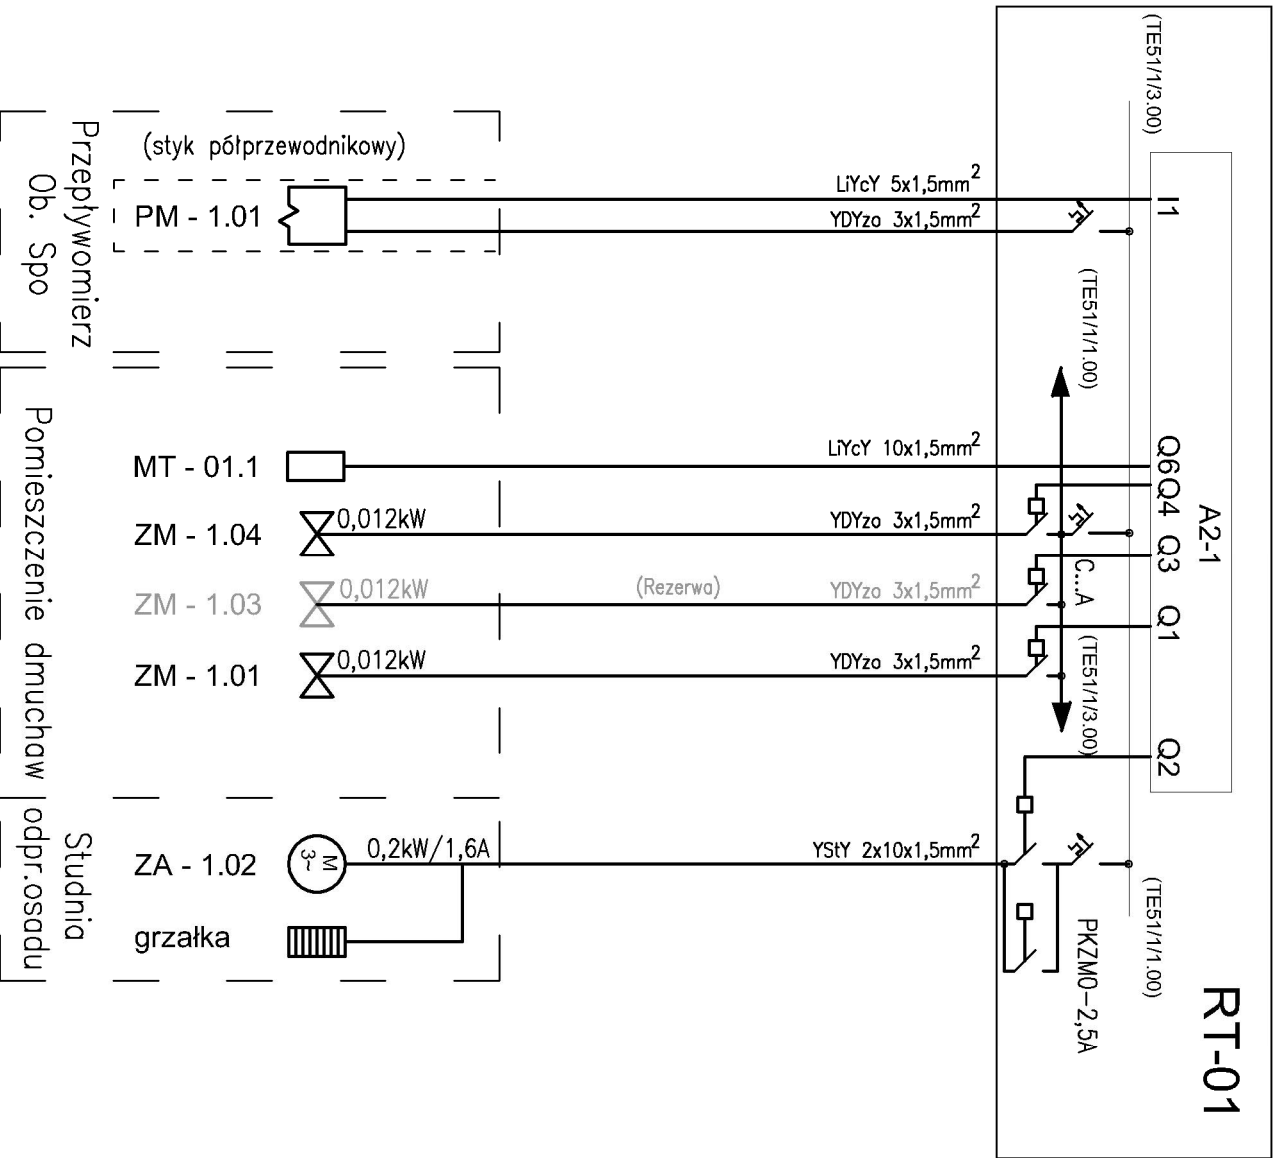 (TE51/1/3.00)
(styk półprzewodnikowy)
Przepływomierz
Ob. Spo
PM - 1.01
LiYcY 5x1,5mm²
YDYzo 3x1,5mm²
I1
(TE51/1/1.00)
Pomieszczenie dmuchaw
MT - 01.1
LiYcY 10x1,5mm²
Q6
Q4
A2-1
ZM - 1.04
0,012kW
YDYzo 3x1,5mm²
Q3
C...A
ZM - 1.03
0,012kW
(Rezerwa)
YDYzo 3x1,5mm²
Q1
ZM - 1.01
0,012kW
YDYzo 3x1,5mm²
(TE51/1/3.00)
Q2
Studnia
odpr.osadu
ZA - 1.02
M
3~
0,2kW/1,6A
YStY 2x10x1,5mm²
grzałka
PKZM0-2,5A
(TE51/1/1.00)
RT-01